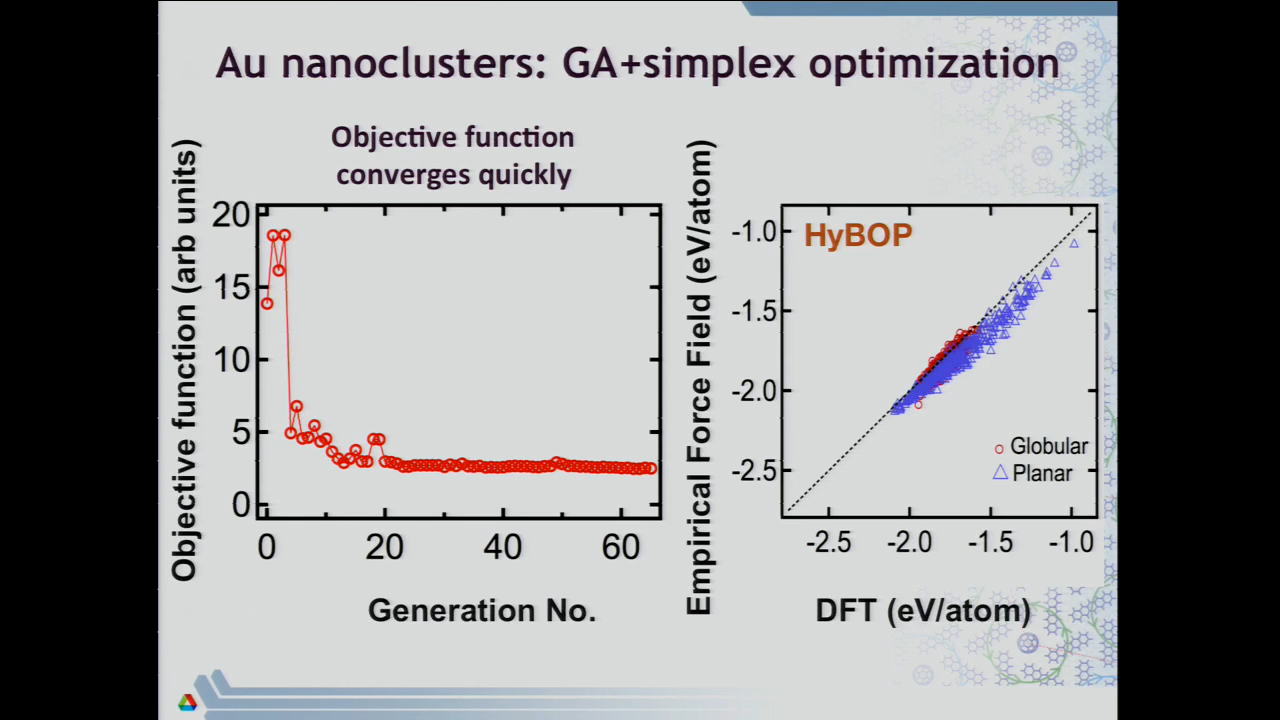 Au nanoclusters: GA+simplex optimization
Objective function
converges quickly
Objective function (arb units)
20
15
10
5
0
0 20 40 60
Generation No.
Empirical Force Field (eV/atom)
HyBOP
-1.0
-1.5
-2.0
-2.5
Globular
Planar
-2.5 -2.0 -1.5 -1.0
DFT (eV/atom)